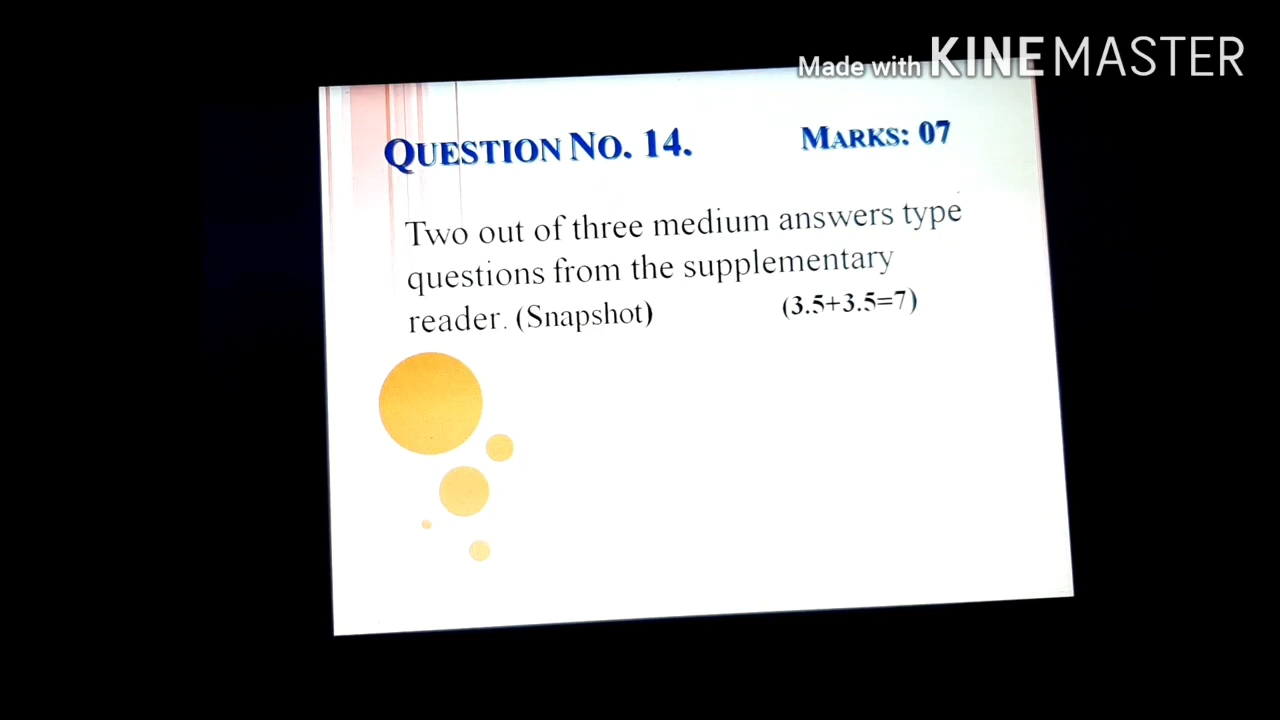 Made with KINEMASTER
QUESTION NO. 14. MARKS: 07
Two out of three medium answers type
questions from the supplementary
reader. (Snapshot) (3.5+3.5=7)